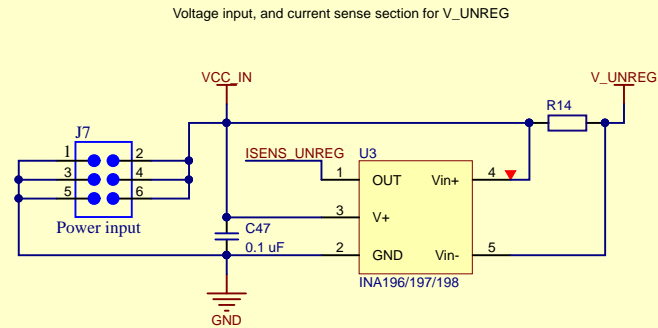 Voltage input, and current sense section for V_UNREG
VCC_IN
V_UNREG
R14
J7
1 2
3 4
5 6
Power input
ISENS_UNREG
U3
1 OUT Vin+ 4
3 V+
2 GND Vin- 5
INA196/197/198
C47
0.1 uF
GND